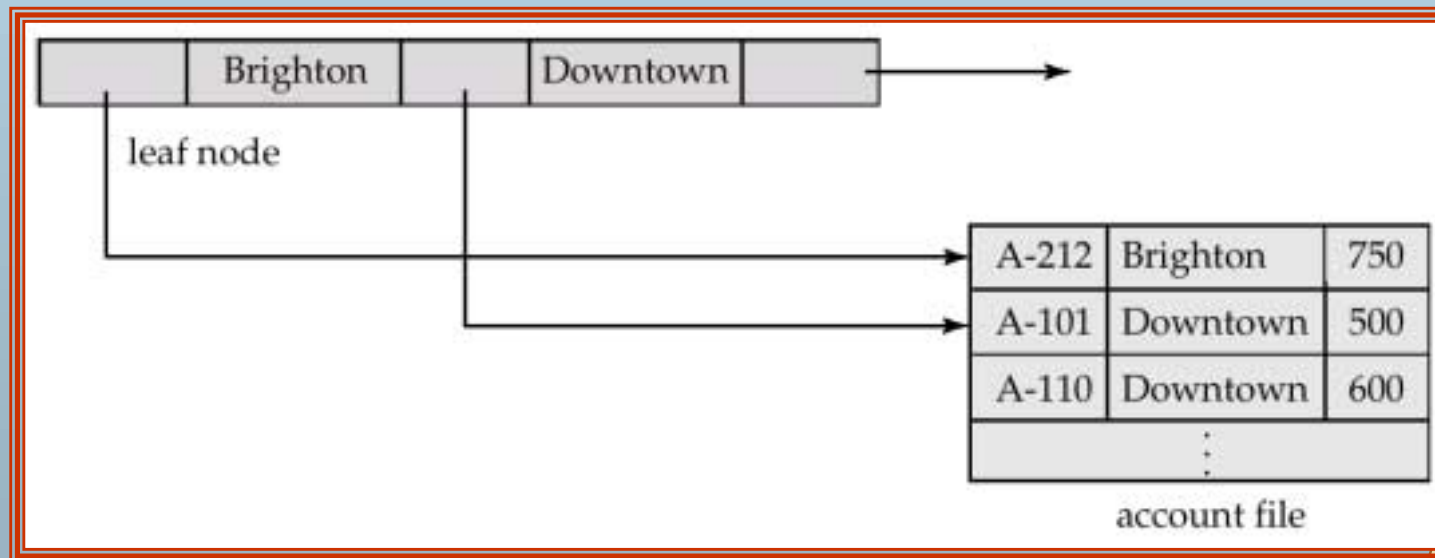 Brighton Downtown
leaf node
A-212 Brighton 750
A-101 Downtown 500
A-110 Downtown 600
account file